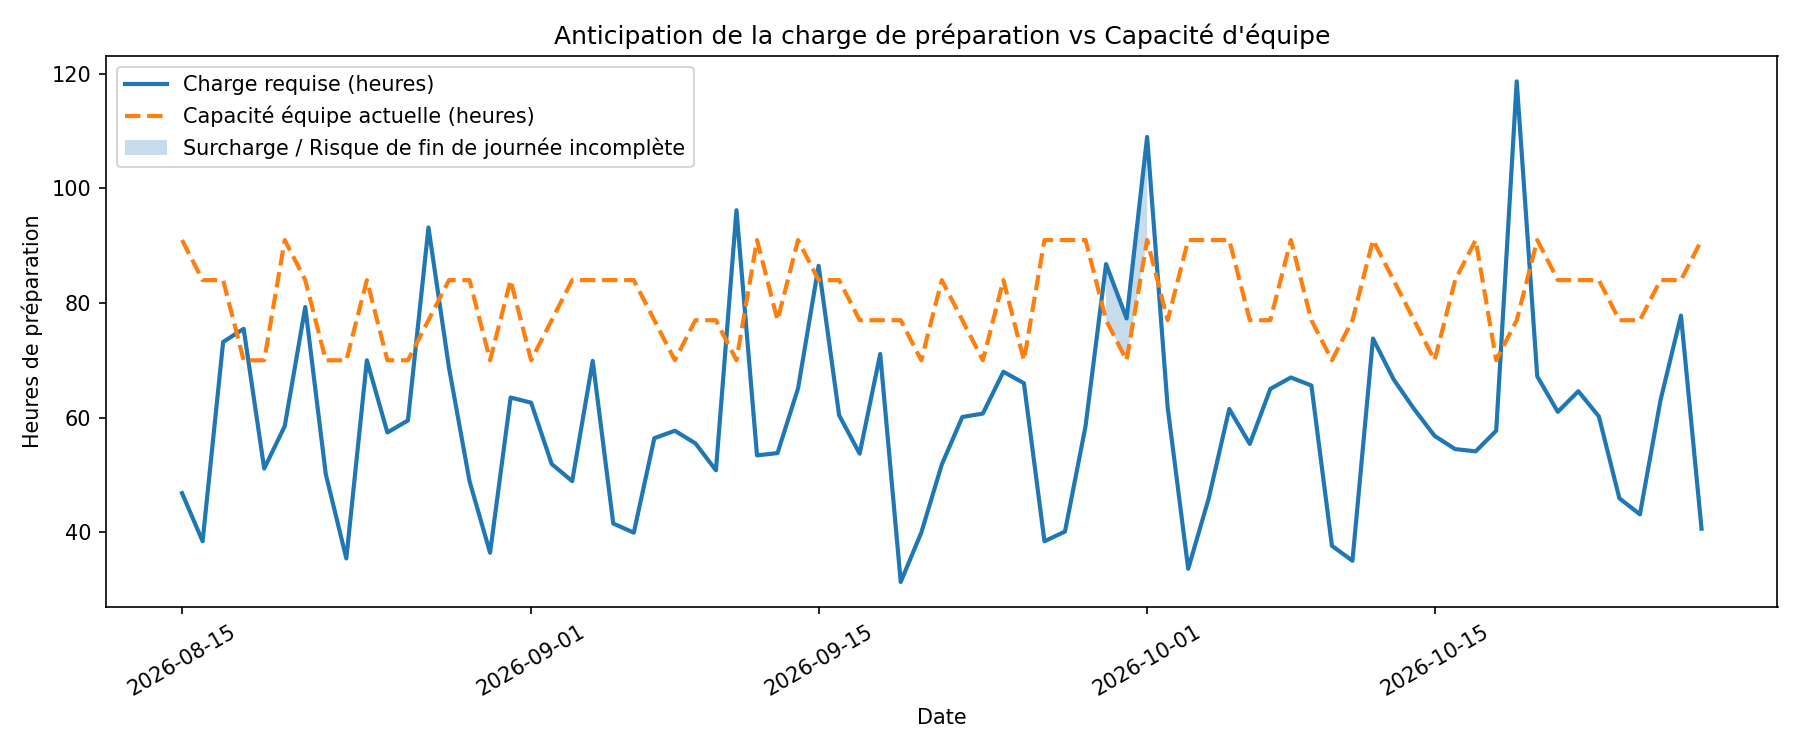 Anticipation de la charge de préparation vs Capacité d'équipe
Charge requise (heures)
Capacité équipe actuelle (heures)
Surcharge / Risque de fin de journée incomplète
Heures de préparation
120
100
80
60
40
2026-08-15
2026-09-01
2026-09-15
2026-10-01
2026-10-15
Date